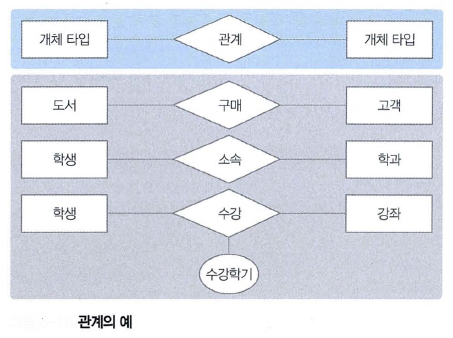 개체 타입 관계 개체 타입
도서 구매 고객
학생 소속 학과
학생 수강 강좌
수강학기
관계의 예